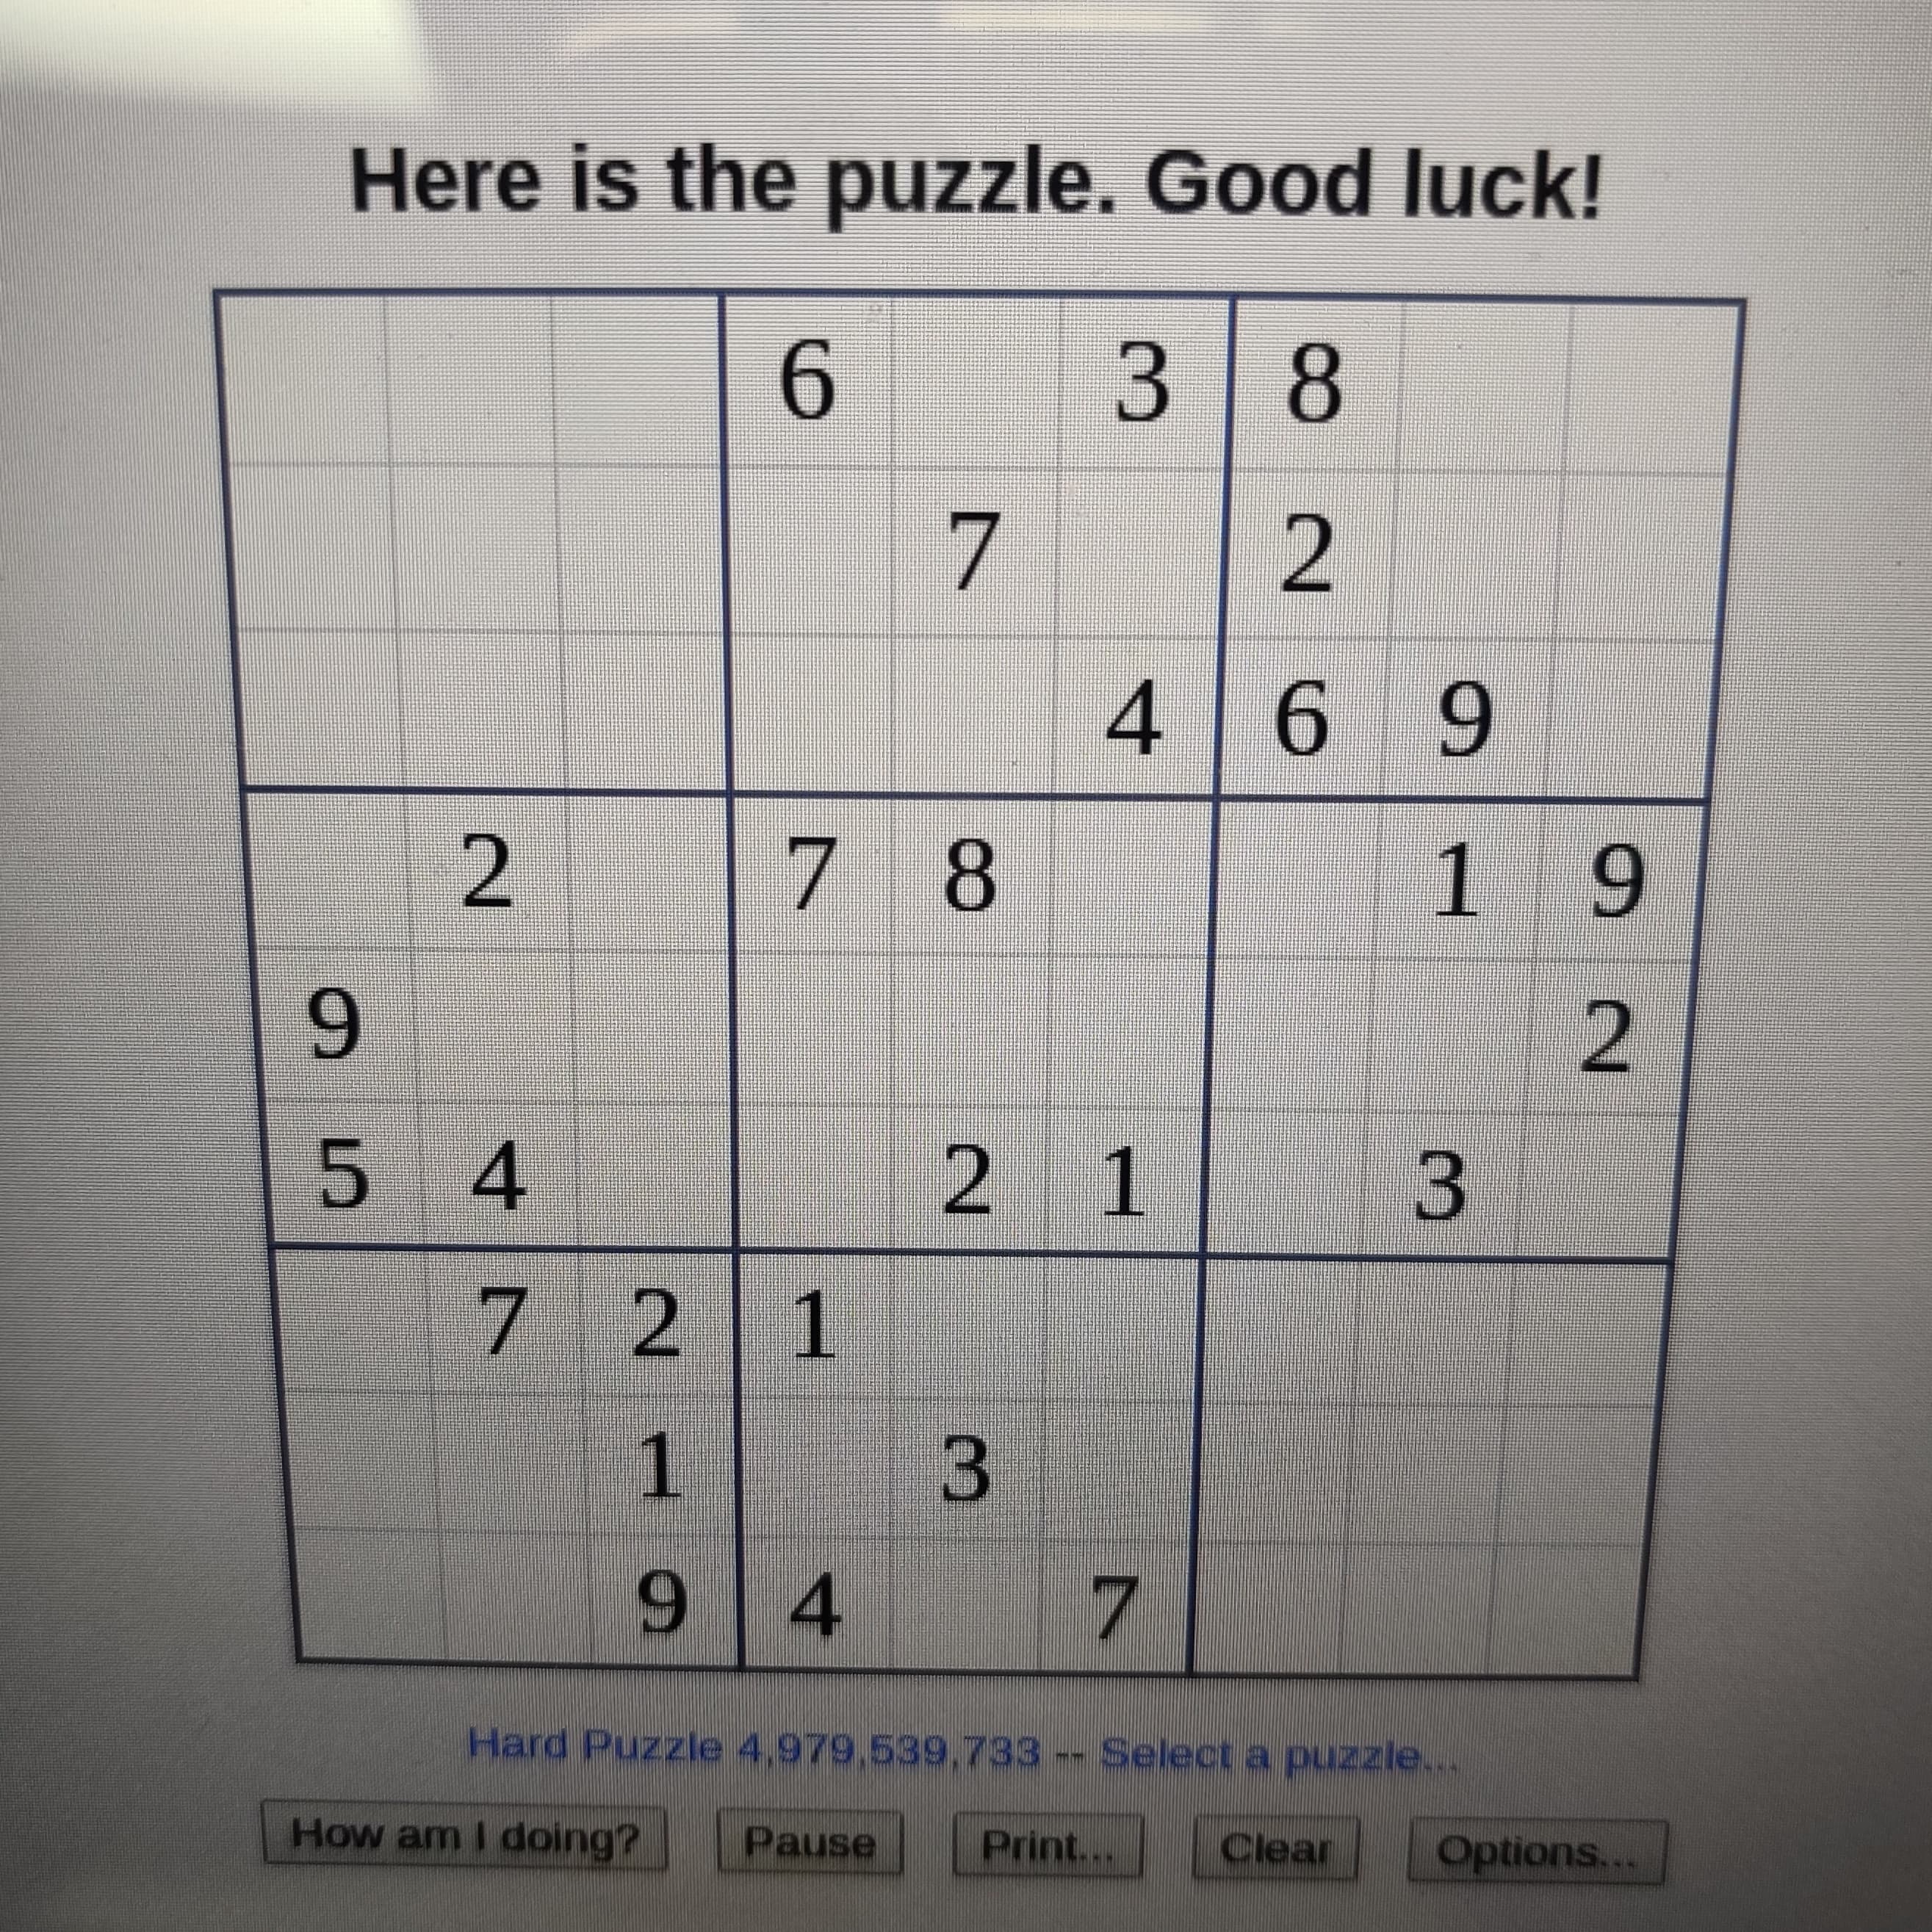 Here is the puzzle. Good luck!
6 3 8
7 2
4 6 9
2 7 8 1 9
9 2
5 4 2 1 3
7 2 1
1 3
9 4 7
Hard Puzzle 4,979,539,733 -- Select a puzzle...
How am I doing? Pause Print... Clear Options...